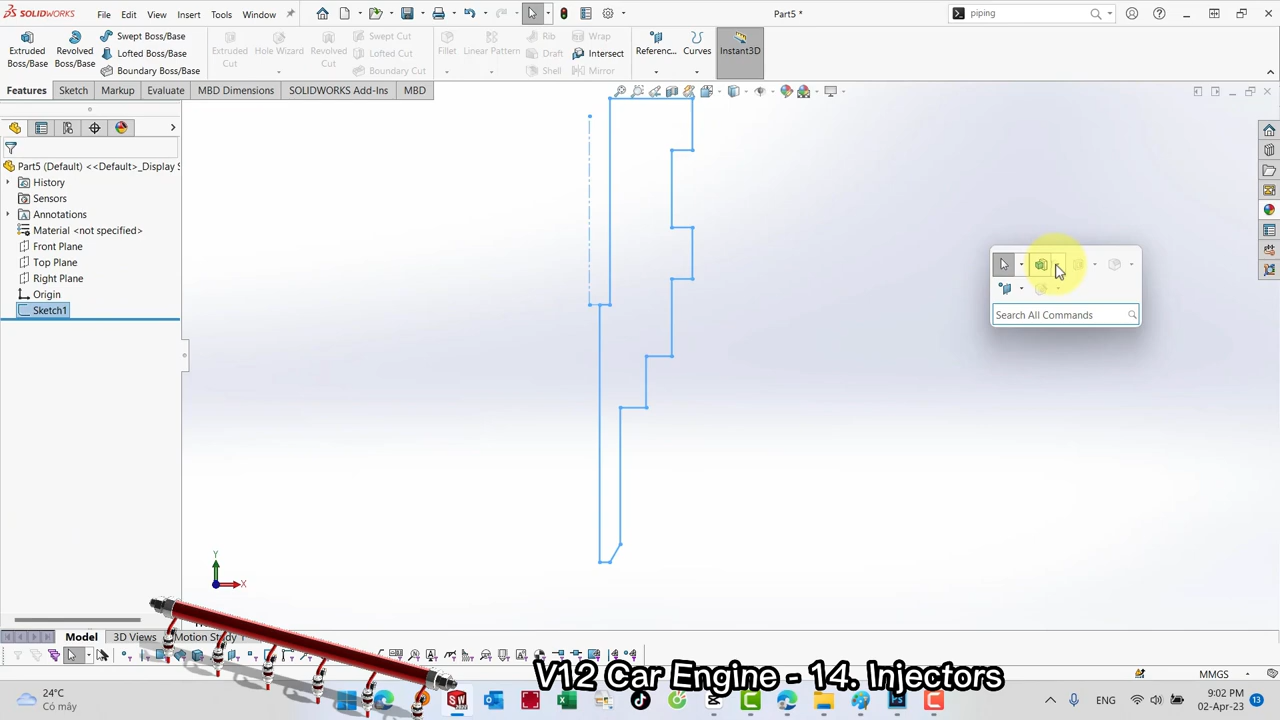 SOLIDWORKS
File
Edit
View
Insert
Tools
Window
Part5 *
piping
Extruded Boss/Base
Revolved Boss/Base
Swept Boss/Base
Lofted Boss/Base
Boundary Boss/Base
Extruded Cut
Hole Wizard
Revolved Cut
Swept Cut
Lofted Cut
Boundary Cut
Fillet
Linear Pattern
Rib
Draft
Shell
Wrap
Intersect
Mirror
Referenc...
Curves
Instant3D
Features
Sketch
Markup
Evaluate
MBD Dimensions
SOLIDWORKS Add-Ins
MBD
Part5 (Default) <<Default>_Display S
History
Sensors
Annotations
Material <not specified>
Front Plane
Top Plane
Right Plane
Origin
Sketch1
Search All Commands
Y
X
Model
3D Views
Motion Study 1
MMGS
V12 Car Engine - 14. Injectors
24°C
Có mây
ENG
9:02 PM
02-Apr-23
13